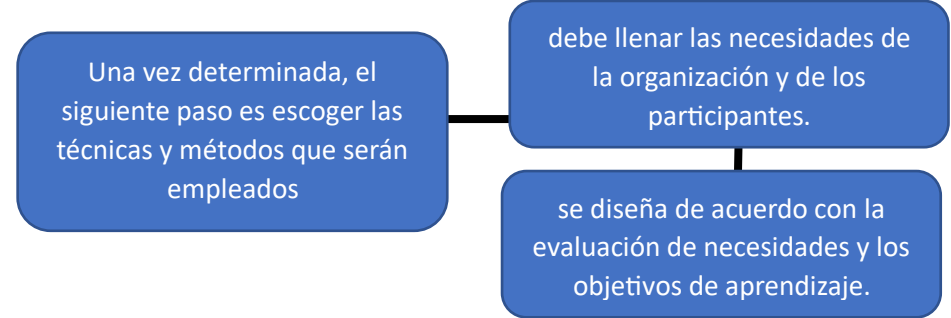 Una vez determinada, el
siguiente paso es escoger las
técnicas y métodos que serán
empleados
debe llenar las necesidades de
la organización y de los
participantes.
se diseña de acuerdo con la
evaluación de necesidades y los
objetivos de aprendizaje.